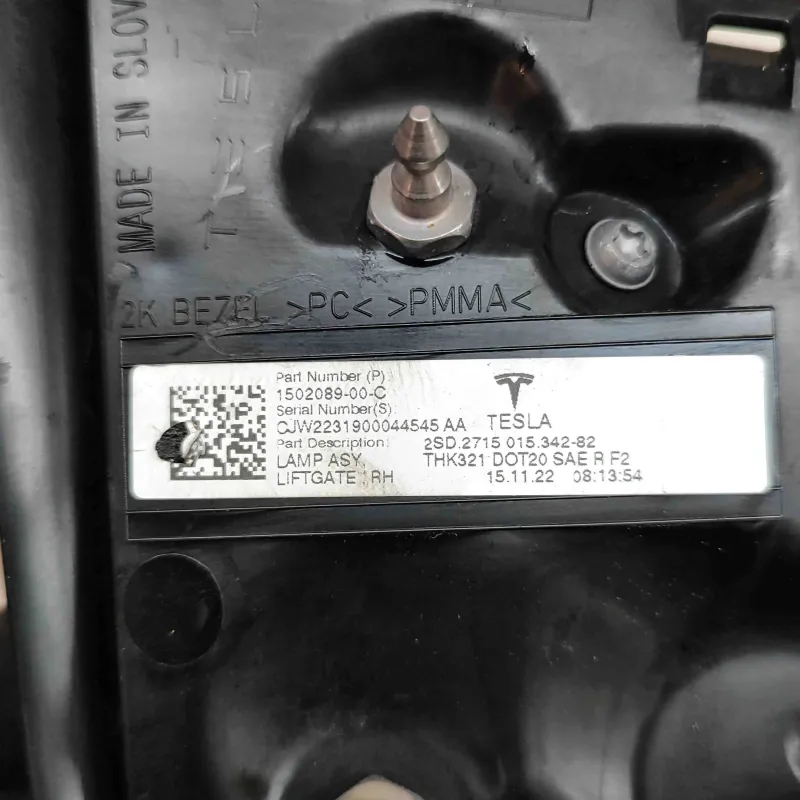 MADE IN SLOV
TESL
2K BEZEL >PC< >PMMA<
Part Number (P)
1502089-00-C
Serial Number(S):
CJW2231900044545 AA
Part Description:
LAMP ASY,
LIFTGATE, RH
TESLA
2SD.2715 015.342-82
THK321 DOT20 SAE R F2
15.11.22 08:13:54